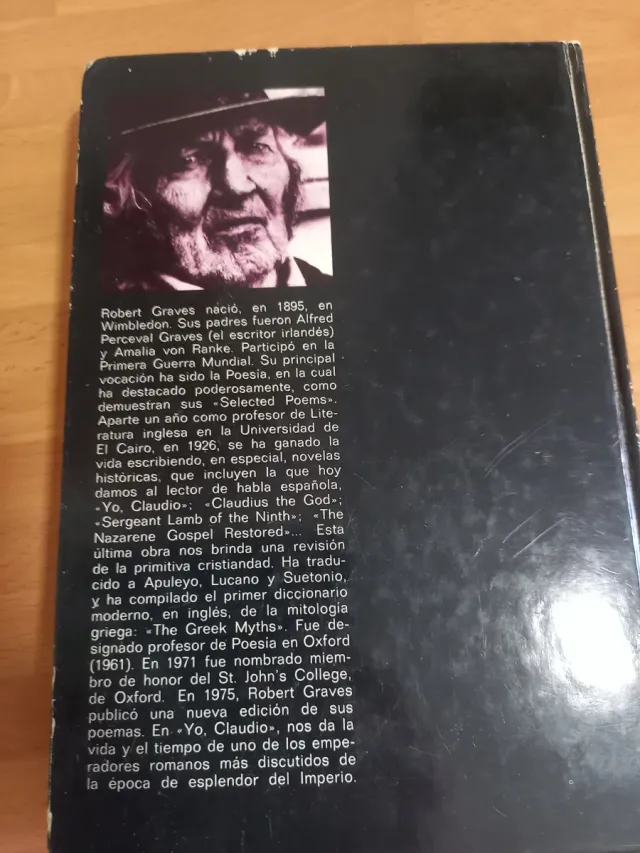 Robert Graves nació, en 1895, en
Wimbledon. Sus padres fueron Alfred
Perceval Graves (el escritor irlandés)
y Amalia von Ranke. Participó en la
Primera Guerra Mundial. Su principal
vocación ha sido la Poesía, en la cual
ha destacado poderosamente, como
demuestran sus «Selected Poems».
Aparte un año como profesor de Lite-
ratura inglesa en la Universidad de
El Cairo, en 1926, se ha ganado la
vida escribiendo, en especial, novelas
históricas, que incluyen la que hoy
damos al lector de habla española,
«Yo, Claudio»; «Claudius the God»;
«Sergeant Lamb of the Ninth»; «The
Nazarene Gospel Restored»... Esta
última obra nos brinda una revisión
de la primitiva cristiandad. Ha tradu-
cido a Apuleyo, Lucano y Suetonio,
y ha compilado el primer diccionario
moderno, en inglés, de la mitología
griega: «The Greek Myths». Fue de-
signado profesor de Poesía en Oxford
(1961). En 1971 fue nombrado miem-
bro de honor del St. John's College,
de Oxford. En 1975, Robert Graves
publicó una nueva edición de sus
poemas. En «Yo, Claudio», nos da la
vida y el tiempo de uno de los empe-
radores romanos más discutidos de
la época de esplendor del Imperio.